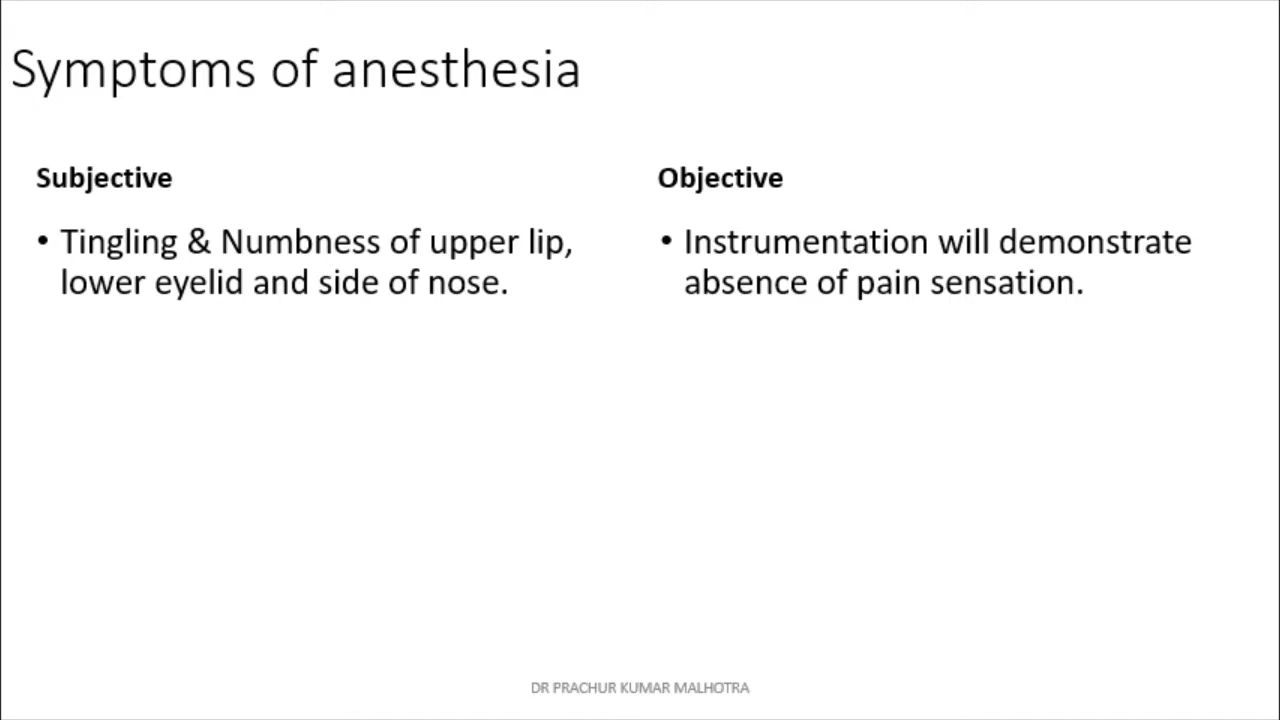 Symptoms of anesthesia
Subjective
• Tingling & Numbness of upper lip,
lower eyelid and side of nose.
Objective
• Instrumentation will demonstrate
absence of pain sensation.
DR PRACHUR KUMAR MALHOTRA